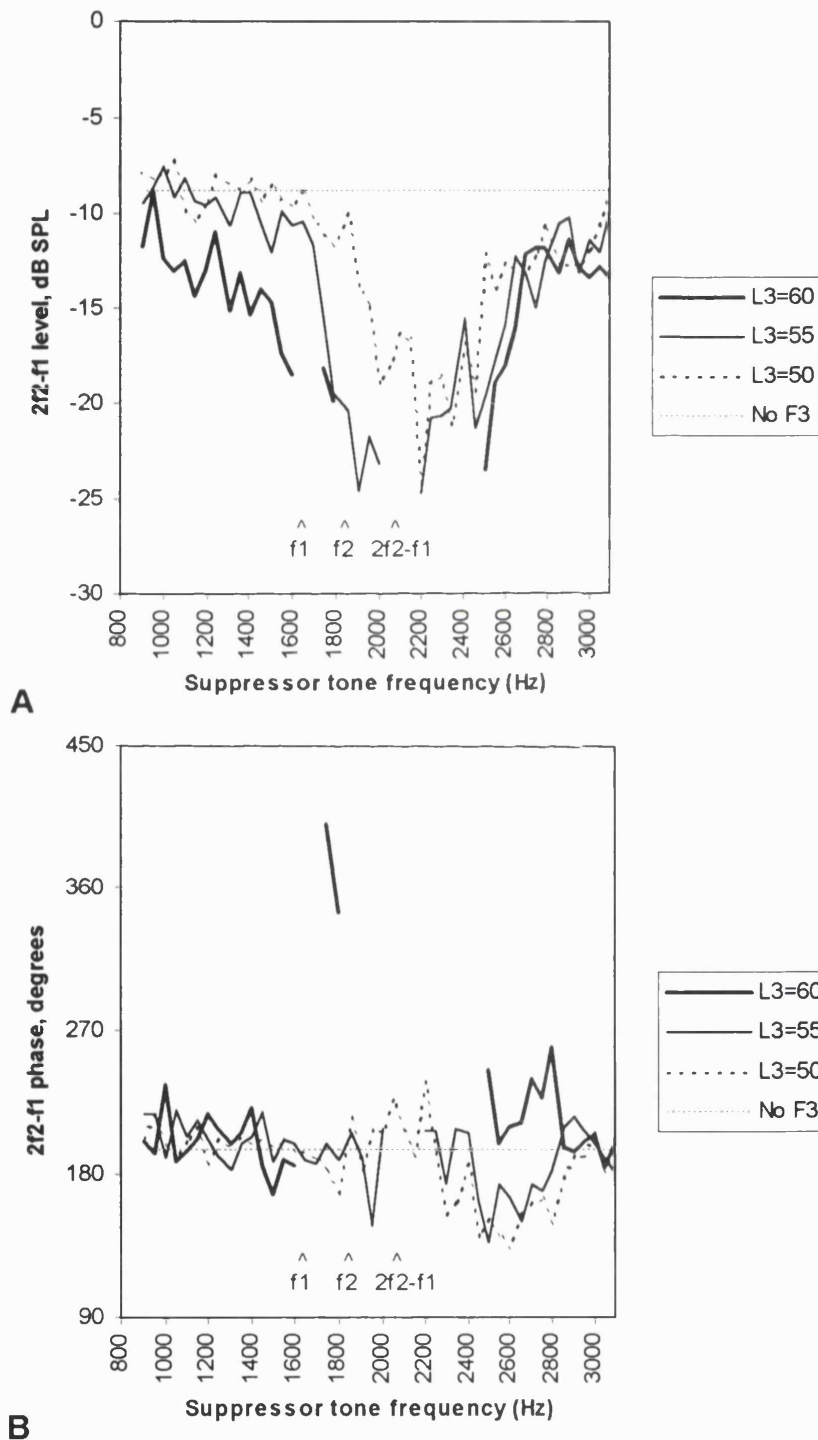 0
-5
-10
-15
-20
-25
-30
2f2-f1 level, dB SPL
^ ^ ^
f1 f2 2f2-f1
800 1000 1200 1400 1600 1800 2000 2200 2400 2600 2800 3000
Suppressor tone frequency (Hz)
L3=60
L3=55
L3=50
No F3
A
450
360
270
180
90
2f2-f1 phase, degrees
^ ^ ^
f1 f2 2f2-f1
800 1000 1200 1400 1600 1800 2000 2200 2400 2600 2800 3000
Suppressor tone frequency (Hz)
L3=60
L3=55
L3=50
No F3
B